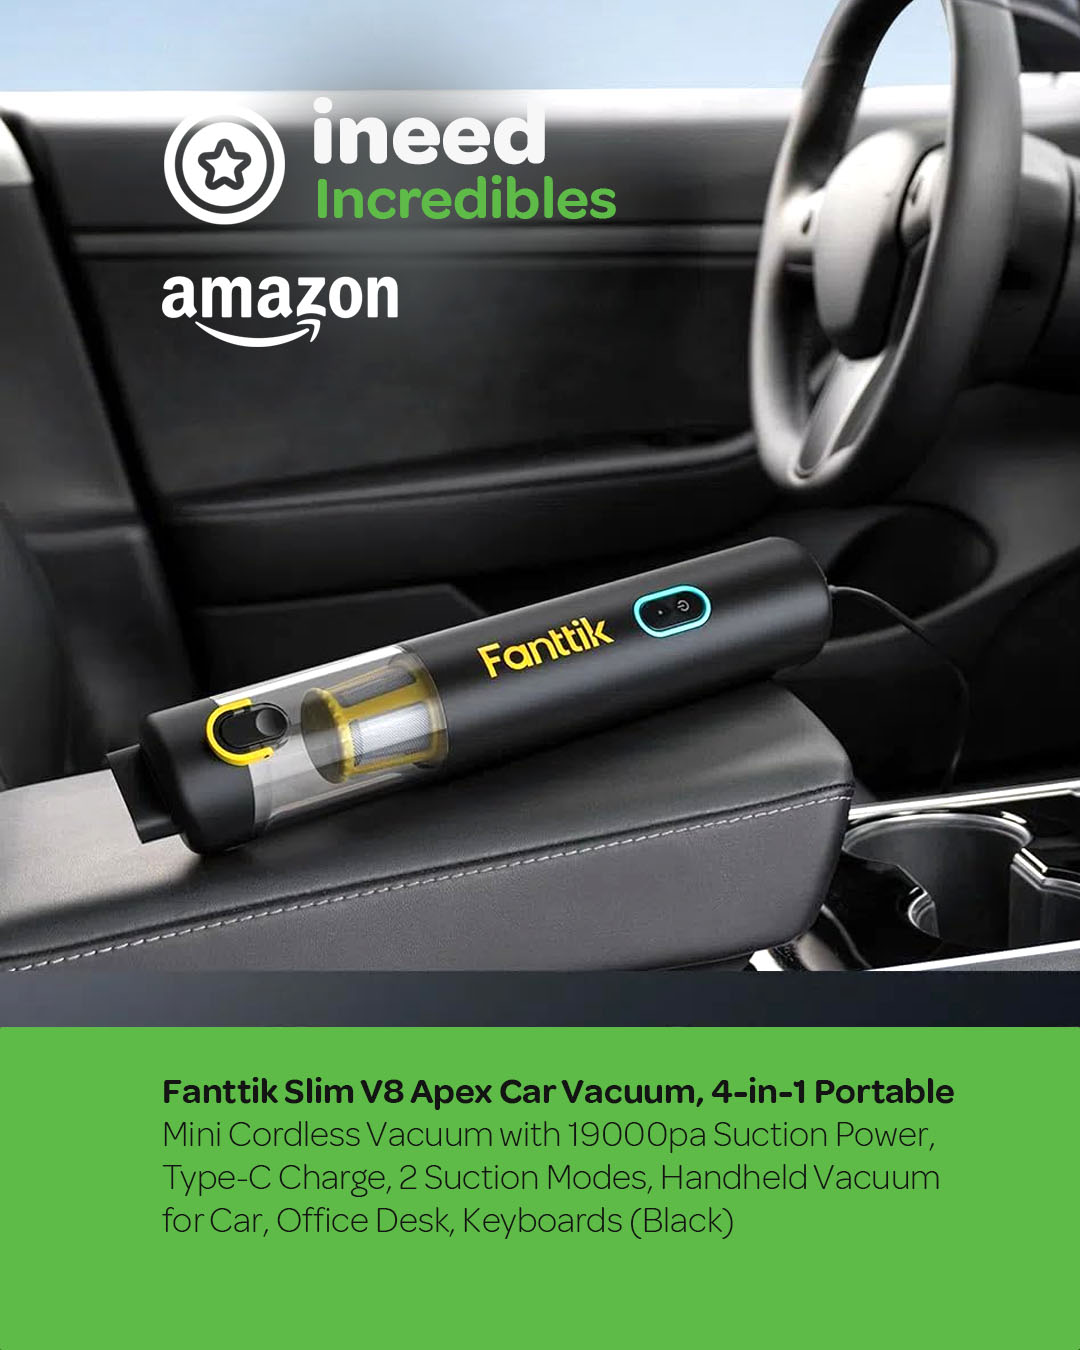 ineed
Incredibles
amazon
Fanttik
Fanttik Slim V8 Apex Car Vacuum, 4-in-1 Portable
Mini Cordless Vacuum with 19000pa Suction Power,
Type-C Charge, 2 Suction Modes, Handheld Vacuum
for Car, Office Desk, Keyboards (Black)